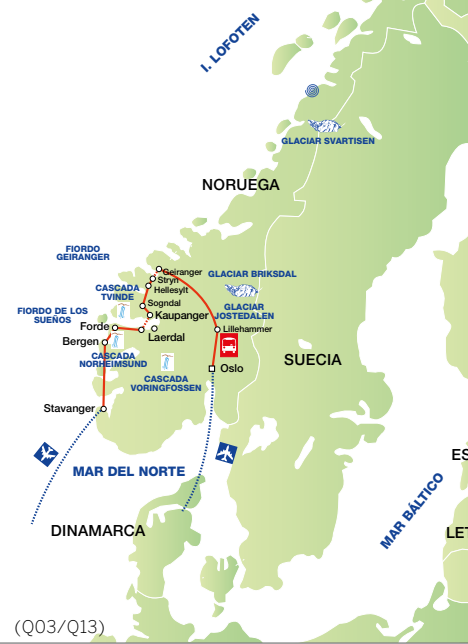 I. LOFOTEN
GLACIAR SVARTISEN
NORUEGA
FIORDO
GEIRANGER
Geiranger
GLACIAR BRIKSDAL
Stryn
Hellesylt
CASCADA
TVINDE
Sogndal
GLACIAR
JOSTEDALEN
FIORDO DE LOS
SUEÑOS
Kaupanger
Forde
Lillehammer
Laerdal
Bergen
CASCADA
NORHEIMSUND
SUECIA
Oslo
CASCADA
VORINGFOSSEN
Stavanger
ES
MAR DEL NORTE
MAR BÁLTICO
DINAMARCA
LET
(Q03/Q13)